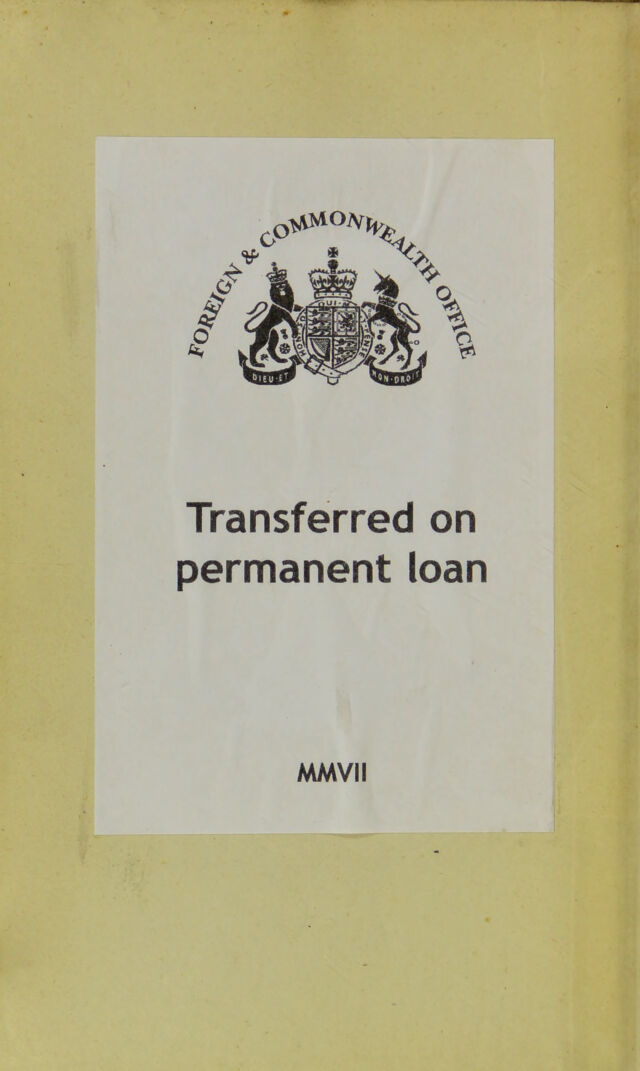 FOREIGN & COMMONWEALTH OFFICE
DIEU·ET
MON·DROIT
Transferred on
permanent loan
MMVII